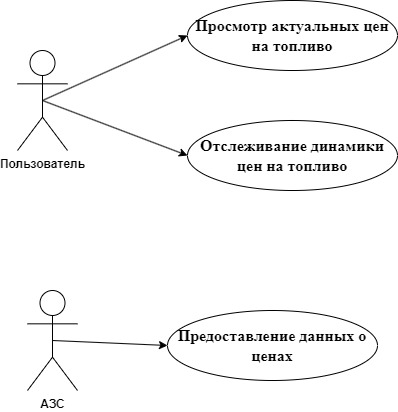 Просмотр актуальных цен
на топливо
Пользователь
Отслеживание динамики
цен на топливо
Предоставление данных о
ценах
АЗС